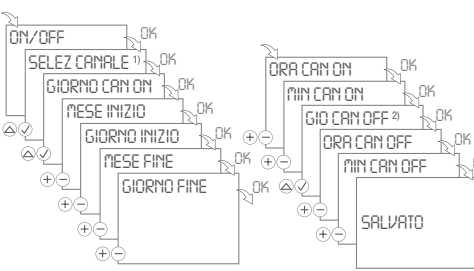 ON/OFF
OK
SELEZ CANALE 1)
OK
GIORNO CAN ON
OK
MESE INIZIO
OK
GIORNO INIZIO
OK
MESE FINE
OK
GIORNO FINE
OK
ORA CAN ON
OK
MIN CAN ON
OK
GIO CAN OFF 2)
OK
ORA CAN OFF
OK
MIN CAN OFF
SALVATO